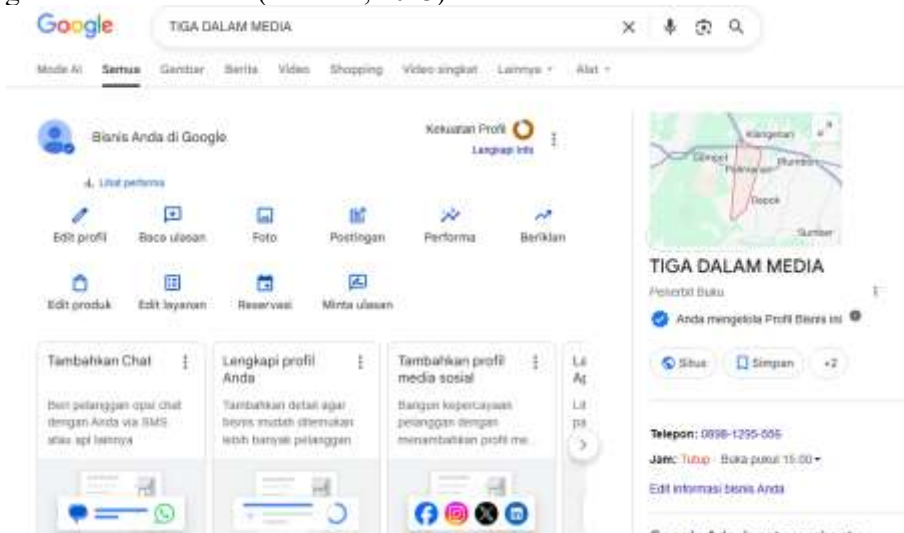 Google
TIGA DALAM MEDIA
Mode AI Semua Gambar Berita Video Shopping Video singkat Lainnya Alat
Bisnis Anda di Google
Kekuatan Profil
Lengkapi Info
Lihat performa
Edit profil Baca ulasan Foto Postingan Performa Beriklan
Edit produk Edit layanan Reservasi Minta ulasan
Tambahkan Chat
Beri pelanggan opsi chat
dengan Anda via SMS
atau apl lainnya
Lengkapi profil
Anda
Tambahkan detail agar
bisnis mudah ditemukan
lebih banyak pelanggan
Tambahkan profil
media sosial
Bangun kepercayaan
pelanggan dengan
menambahkan profil me...
Klangenan
Plumbon
Depok
Sumber
TIGA DALAM MEDIA
Penerbit Buku
Anda mengelola Profil Bisnis ini
Situs Simpan +2
Telepon: 0898-1295-
Jam: Tutup · Buka pukul 15.00
Edit informasi bisnis Anda